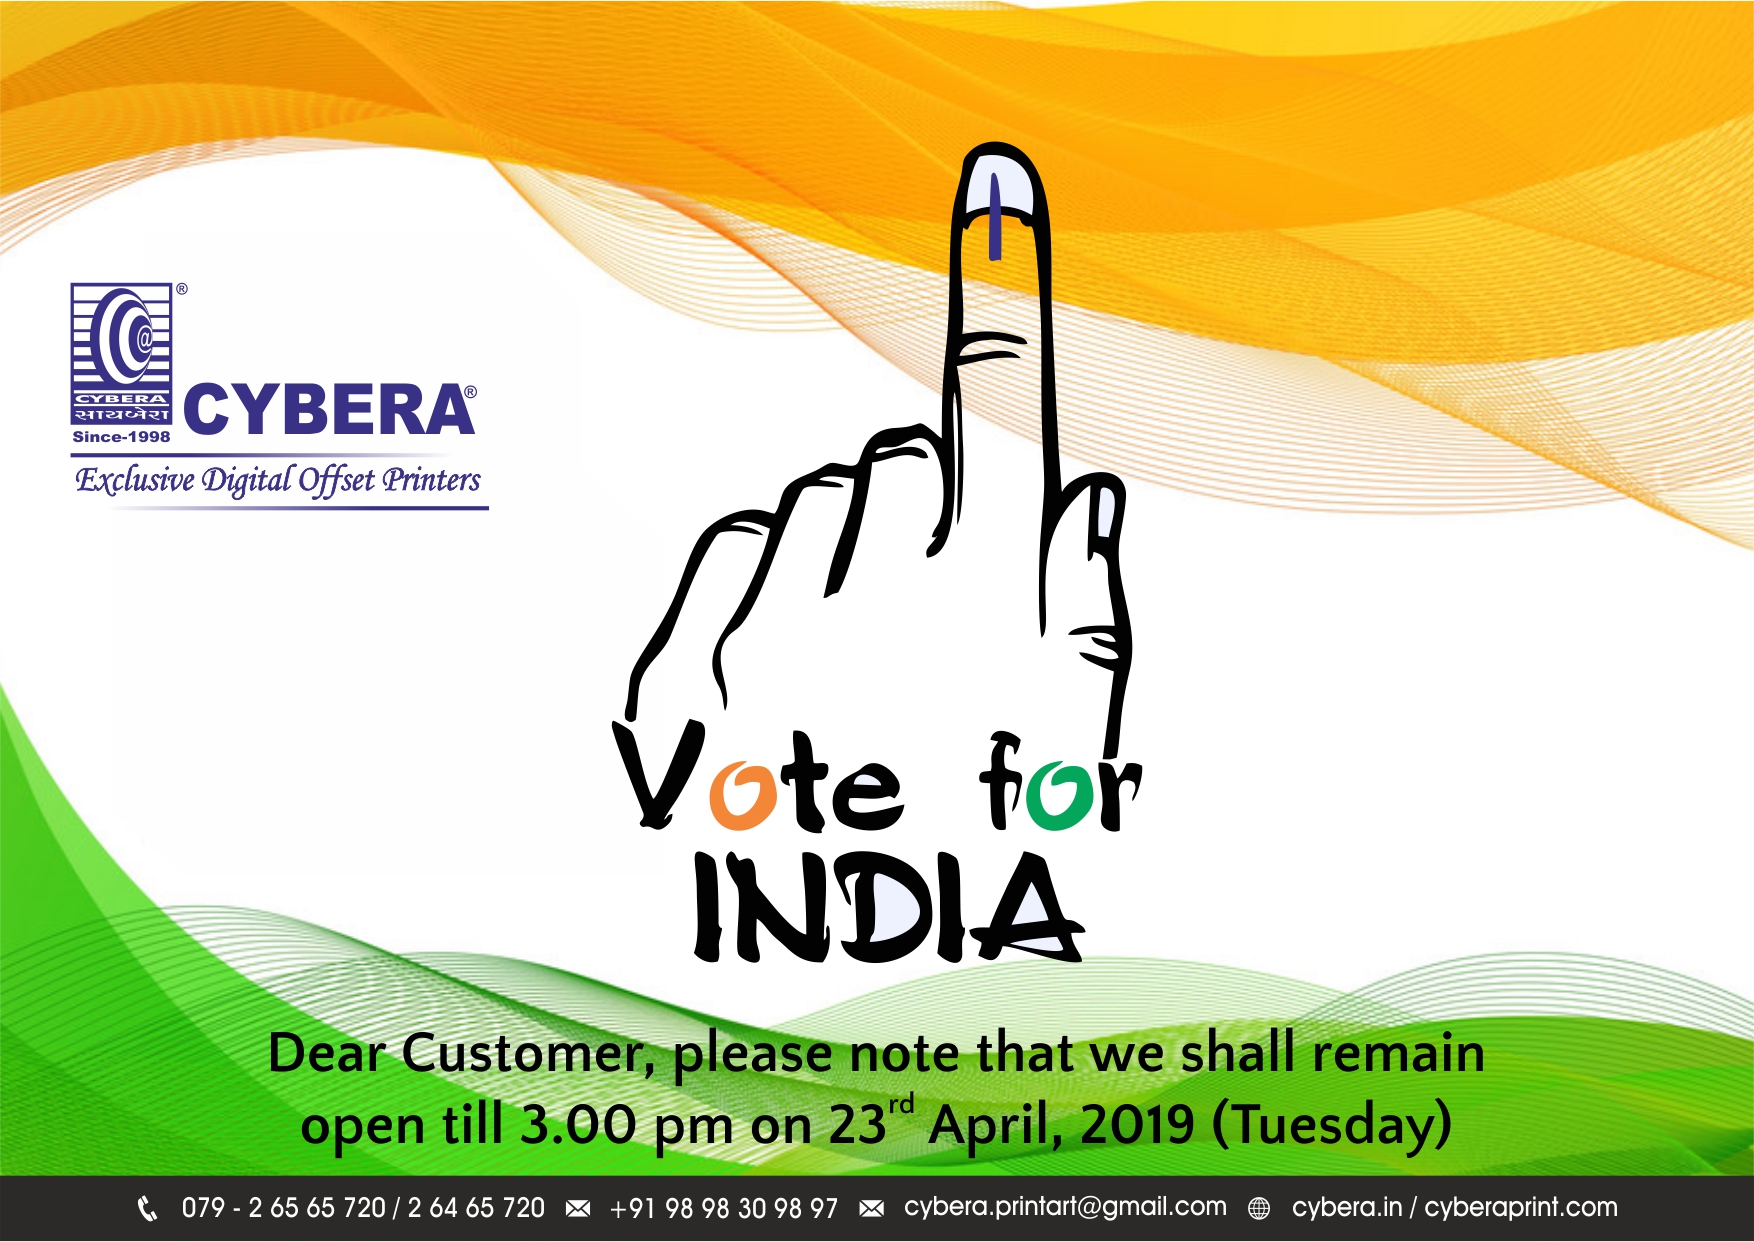 ®
@
CYBERA
સાયબેરા
Since-1998
CYBERA®
Exclusive Digital Offset Printers
Vote for
INDIA
Dear Customer, please note that we shall remain
open till 3.00 pm on 23rd April, 2019 (Tuesday)
079 - 2 65 65 720 / 2 64 65 720 +91 98 98 30 98 97 cybera.printart@gmail.com cybera.in / cyberaprint.com